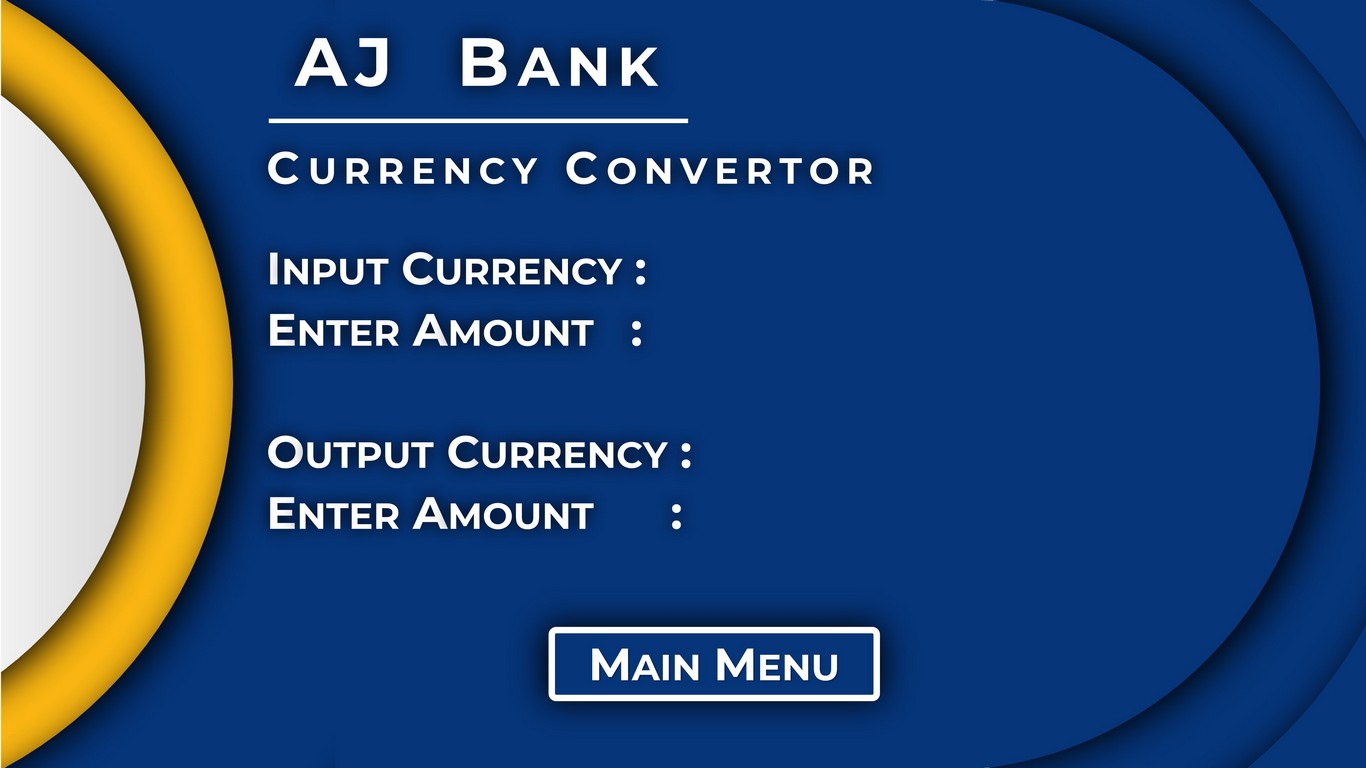 AJ Bank
Currency Convertor
Input Currency :
Enter Amount :
Output Currency :
Enter Amount :
Main Menu